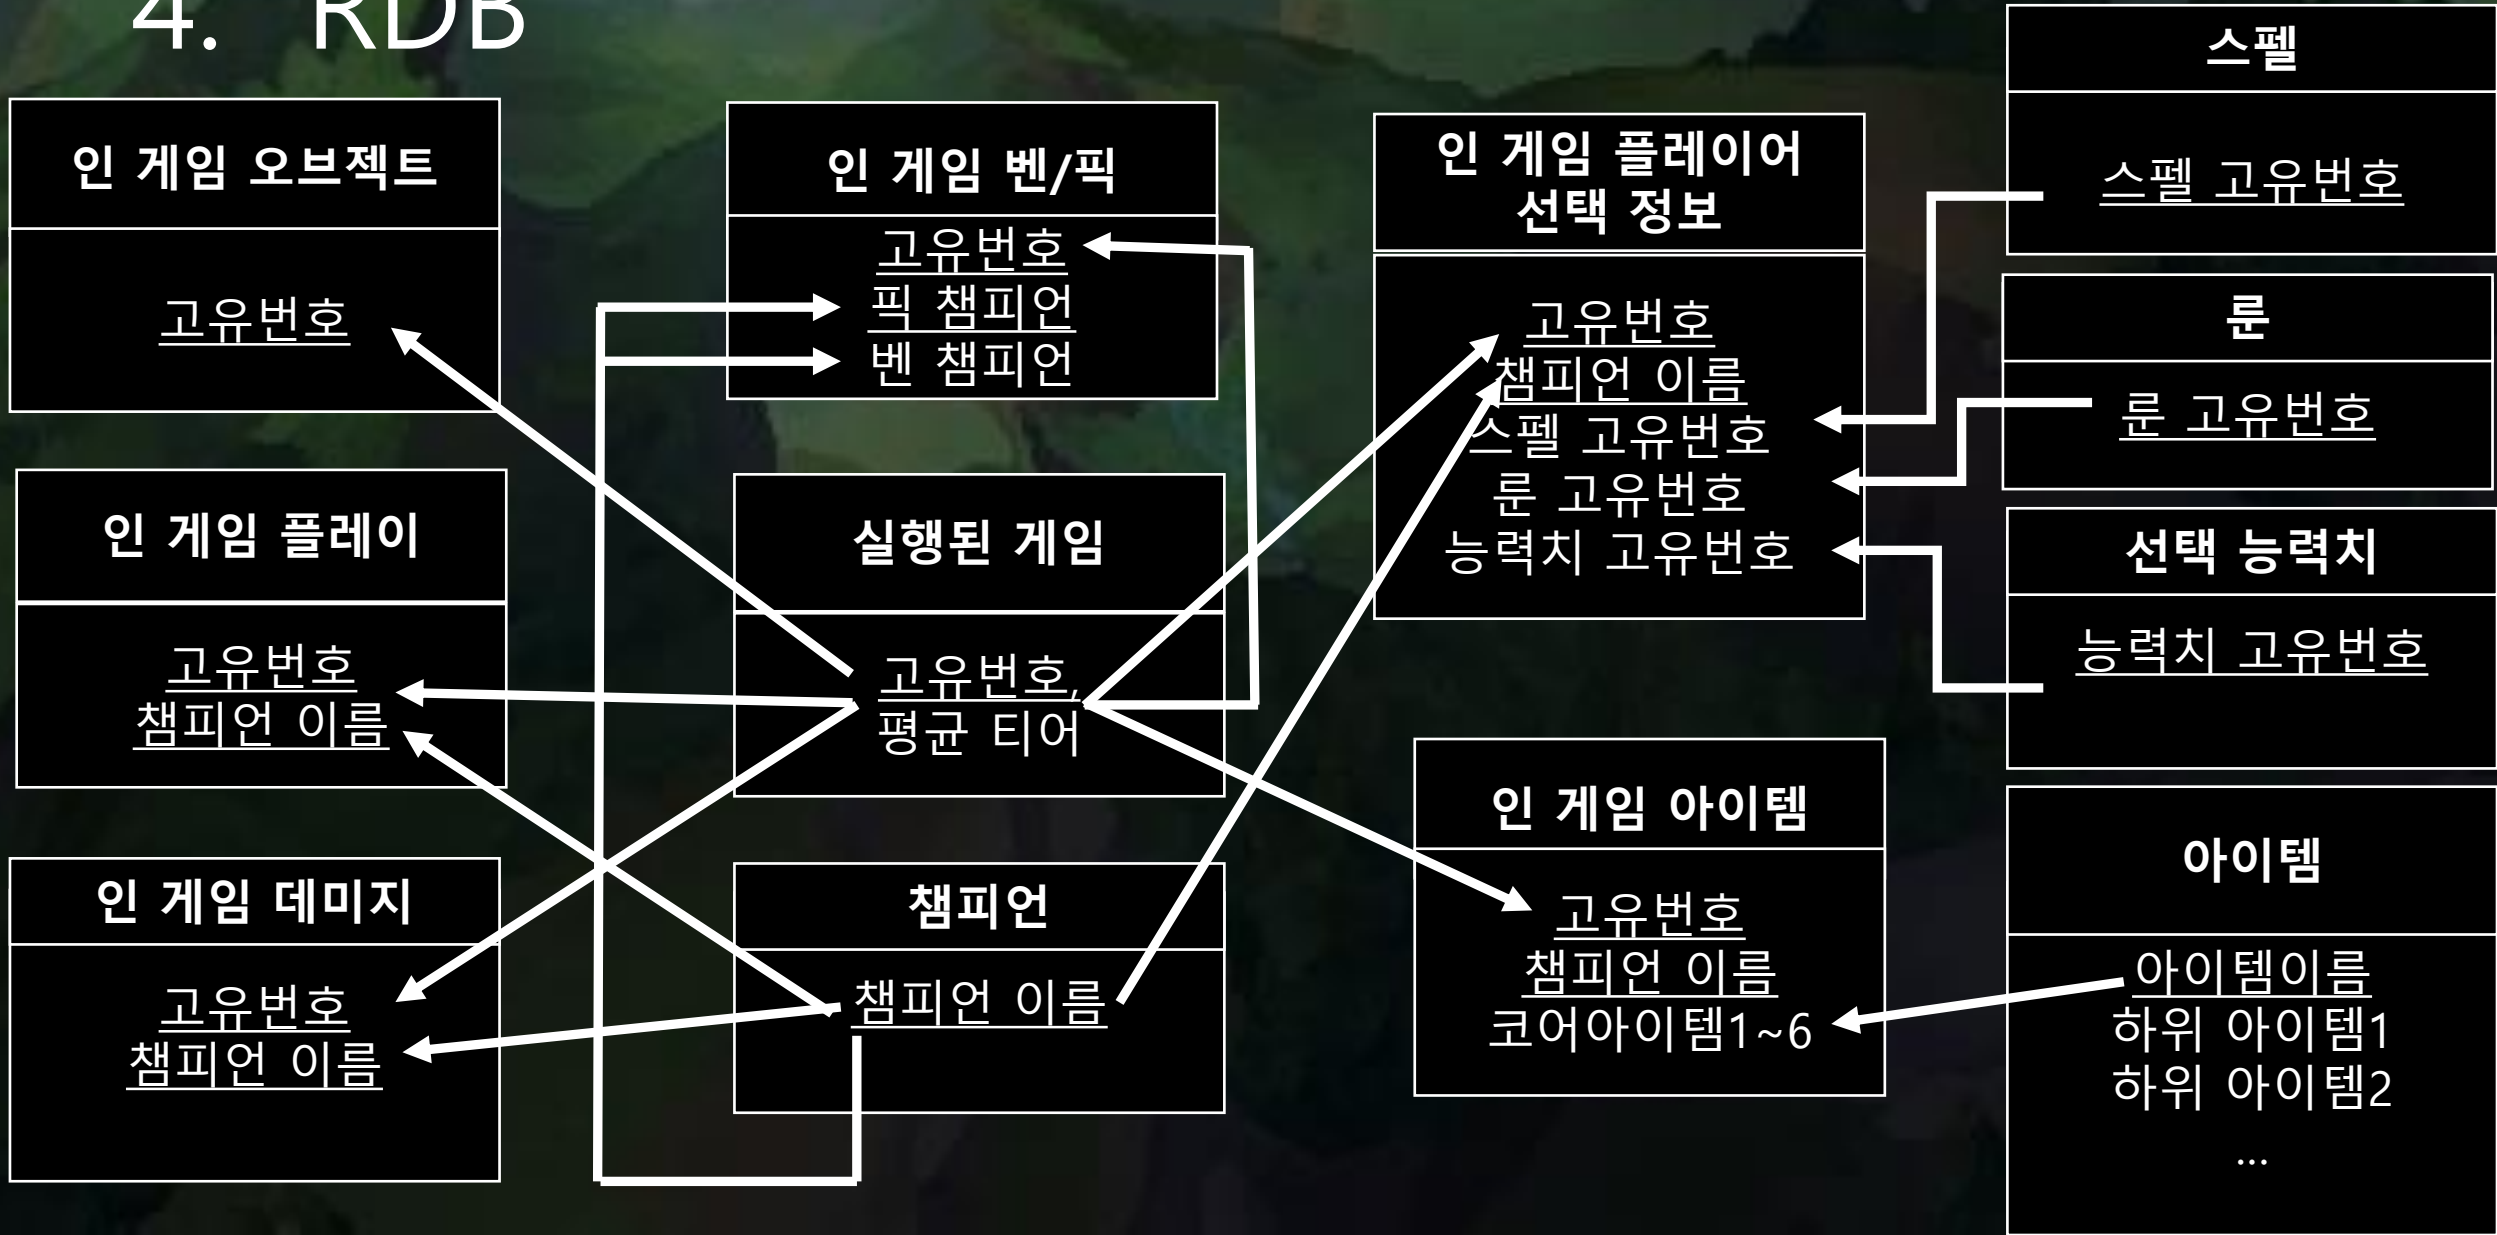 4. RDB
인 게임 오브젝트
고유번호
인 게임 플레이
고유번호
챔피언 이름
인 게임 데미지
고유번호
챔피언 이름
인 게임 벤/픽
고유번호
픽 챔피언
벤 챔피언
실행된 게임
고유번호,
평균 티어
챔피언
챔피언 이름
인 게임 플레이어
선택 정보
고유번호
챔피언 이름
스펠 고유번호
룬 고유번호
능력치 고유번호
인 게임 아이템
고유번호
챔피언 이름
코어아이템1~6
스펠
스펠 고유번호
룬
룬 고유번호
선택 능력치
능력치 고유번호
아이템
아이템이름
하위 아이템1
하위 아이템2
...